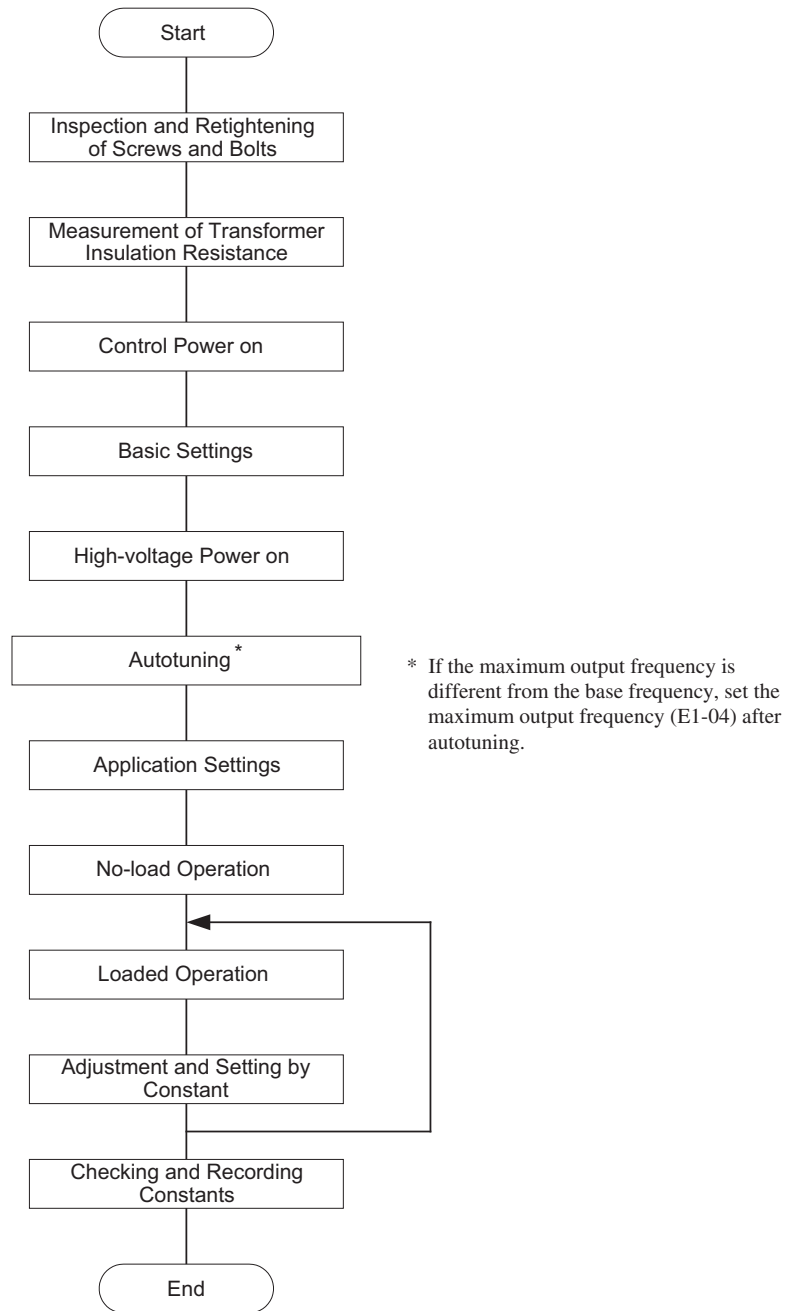 Start
Inspection and Retightening
of Screws and Bolts
Measurement of Transformer
Insulation Resistance
Control Power on
Basic Settings
High-voltage Power on
Autotuning *
* If the maximum output frequency is
different from the base frequency, set the
maximum output frequency (E1-04) after
autotuning.
Application Settings
No-load Operation
Loaded Operation
Adjustment and Setting by
Constant
Checking and Recording
Constants
End